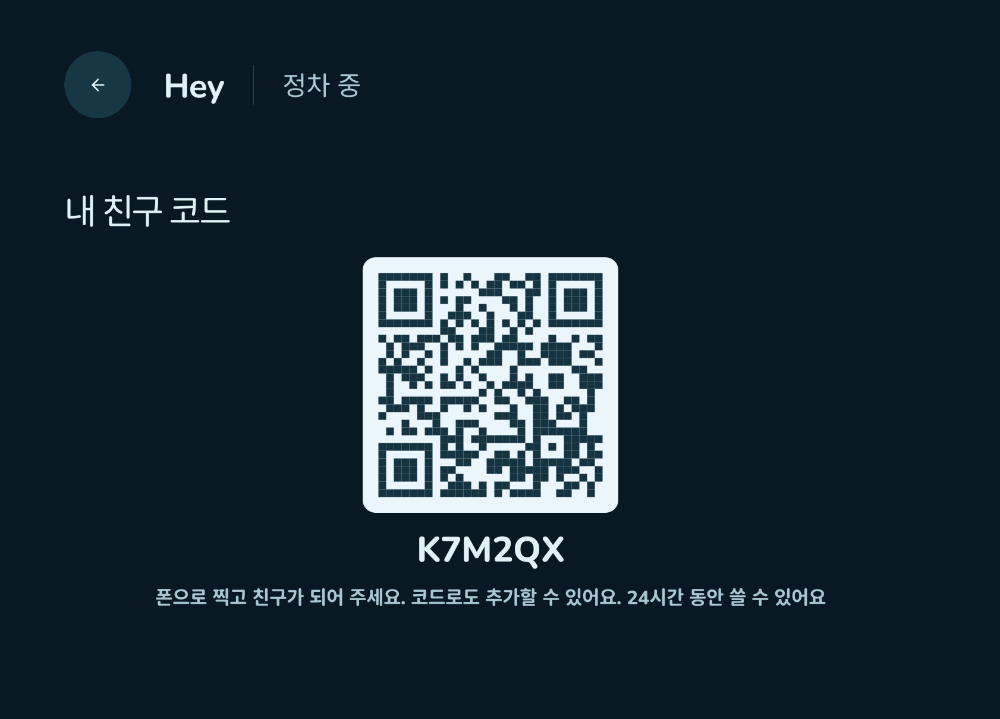 Hey
정차 중
내 친구 코드
K7M2QX
폰으로 찍고 친구가 되어 주세요. 코드로도 추가할 수 있어요. 24시간 동안 쓸 수 있어요